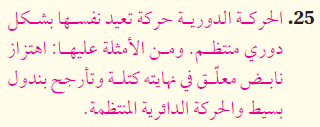 25. الحركة الدورية حركة تعيد نفسها بشكل
دوري منتظم. ومن الأمثلة عليها: اهتزاز
نابض معلّق في نهايته كتلة وتأرجح بندول
بسيط والحركة الدائرية المنتظمة.